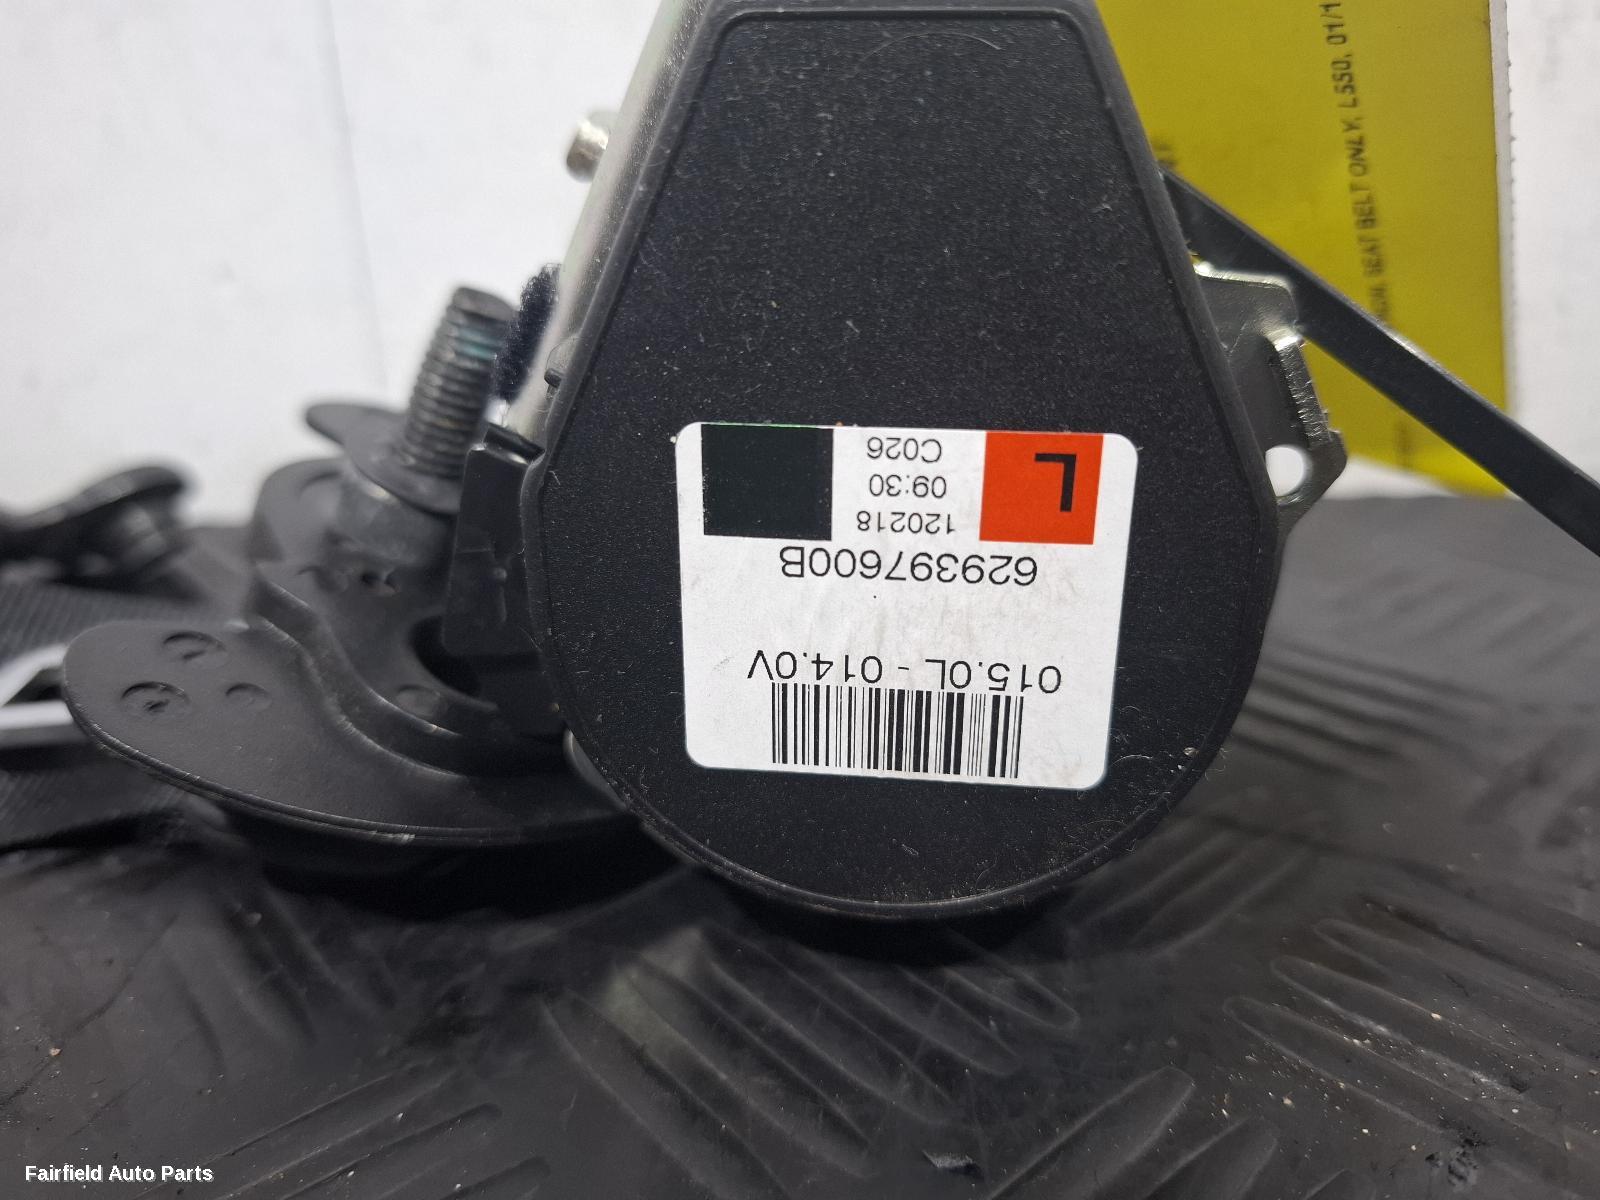 015.0L - 014.0V
629397600B
120218
09:30
C026
L
SEAT BELT ONLY, L550, 01/1
Fairfield Auto Parts